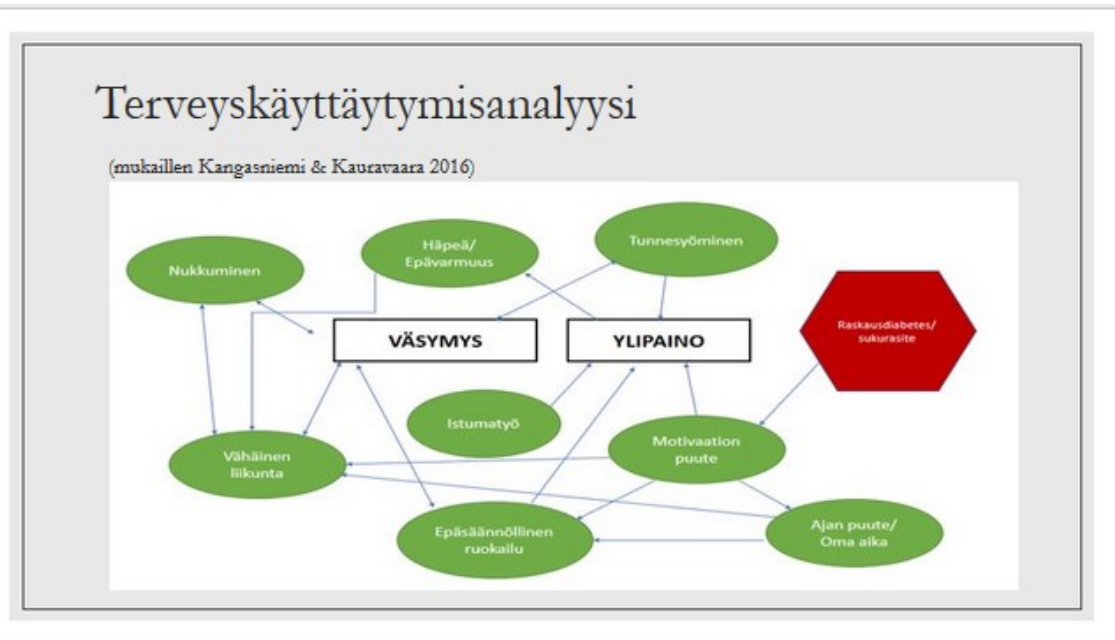 Terveyskäyttäytymisanalyysi
(mukaillen Kangasniemi & Kauravaara 2016)
Nukkuminen
Häpeä/
Epävarmuus
Tunnesyöminen
Raskausdiabetes/
sukurasite
VÄSYMYS
YLIPAINO
Istumatyö
Vähäinen
liikunta
Motivaation
puute
Epäsäännöllinen
ruokailu
Ajan puute/
Oma aika